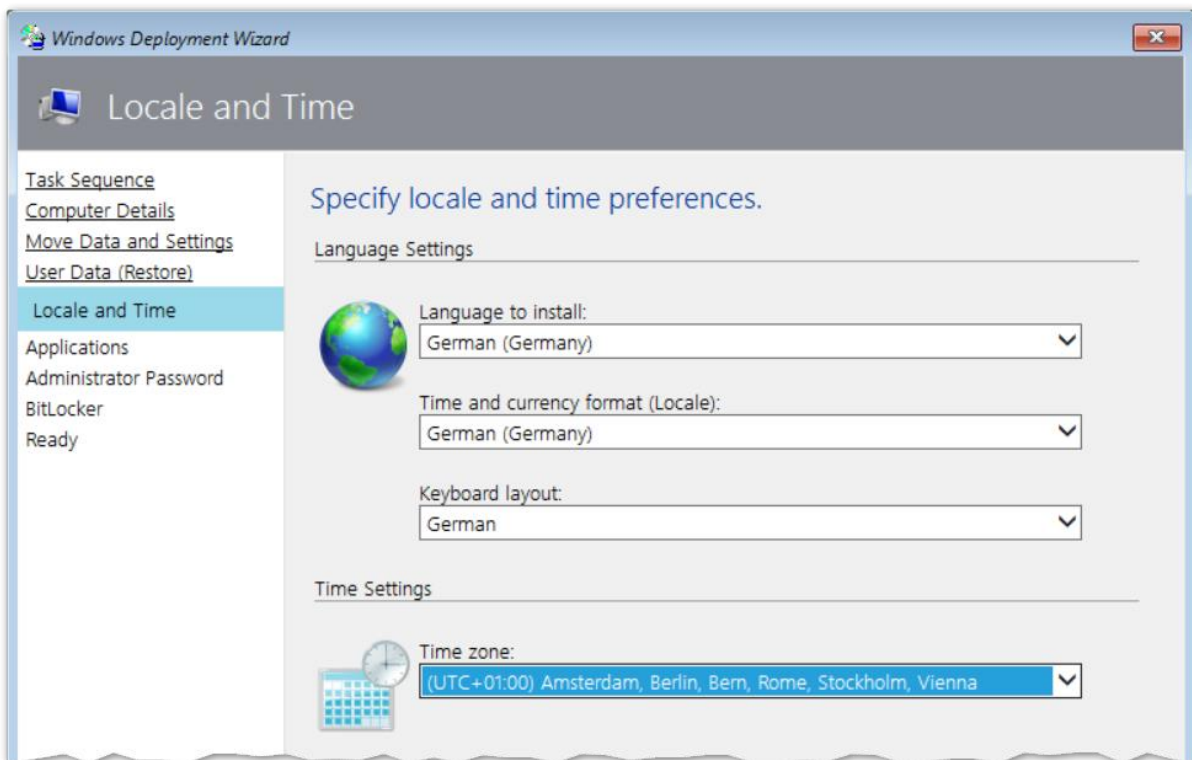 Windows Deployment Wizard
Locale and Time
Task Sequence
Computer Details
Move Data and Settings
User Data (Restore)
Locale and Time
Applications
Administrator Password
BitLocker
Ready
Specify locale and time preferences.
Language Settings
Language to install:
German (Germany)
Time and currency format (Locale):
German (Germany)
Keyboard layout:
German
Time Settings
Time zone:
(UTC+01:00) Amsterdam, Berlin, Bern, Rome, Stockholm, Vienna